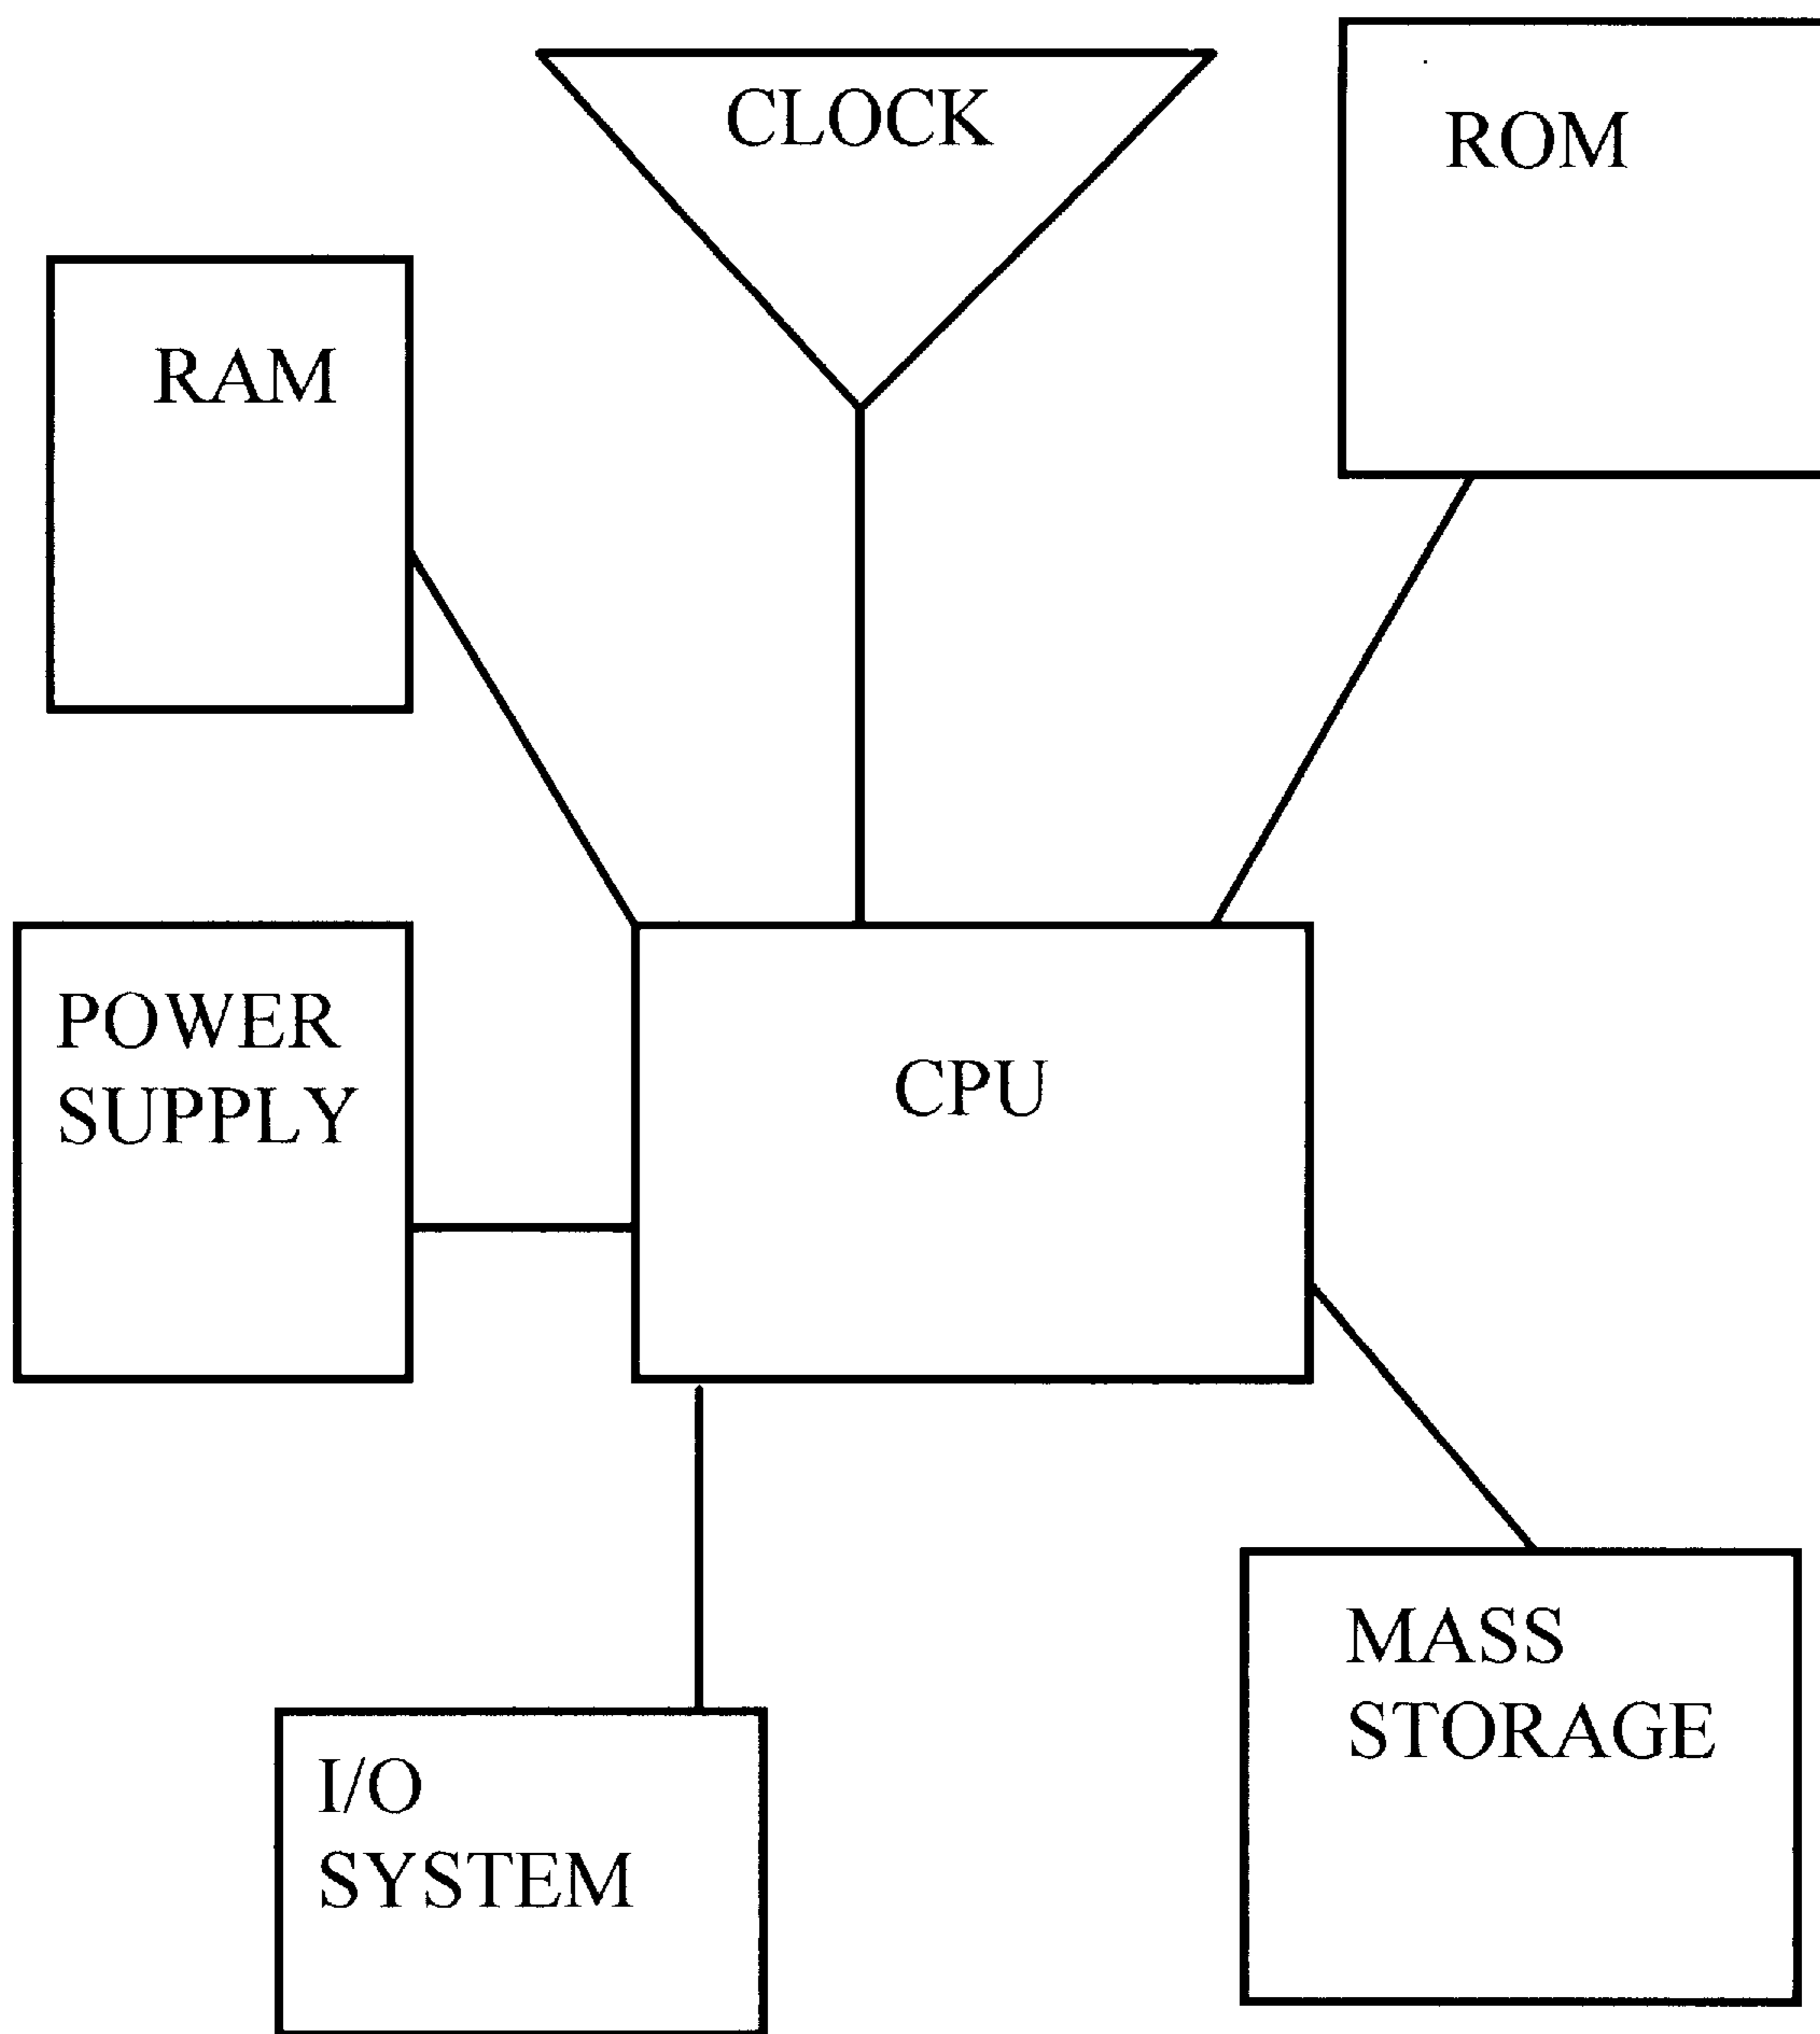 CLOCK
ROM
RAM
POWER
SUPPLY
CPU
MASS
STORAGE
I/O
SYSTEM